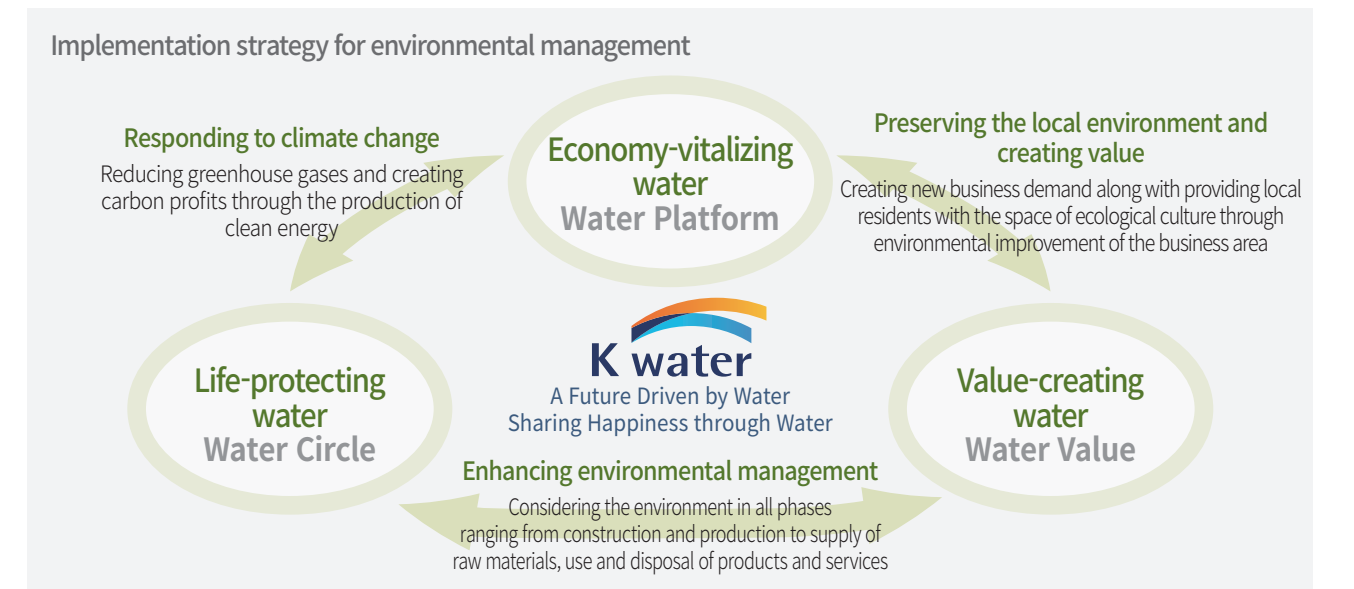 Implementation strategy for environmental management
Responding to climate change
Reducing greenhouse gases and creating
carbon profits through the production of
clean energy
Economy-vitalizing
water
Water Platform
Preserving the local environment and
creating value
Creating new business demand along with providing local
residents with the space of ecological culture through
environmental improvement of the business area
Life-protecting
water
Water Circle
K water
A Future Driven by Water
Sharing Happiness through Water
Value-creating
water
Water Value
Enhancing environmental management
Considering the environment in all phases
ranging from construction and production to supply of
raw materials, use and disposal of products and services